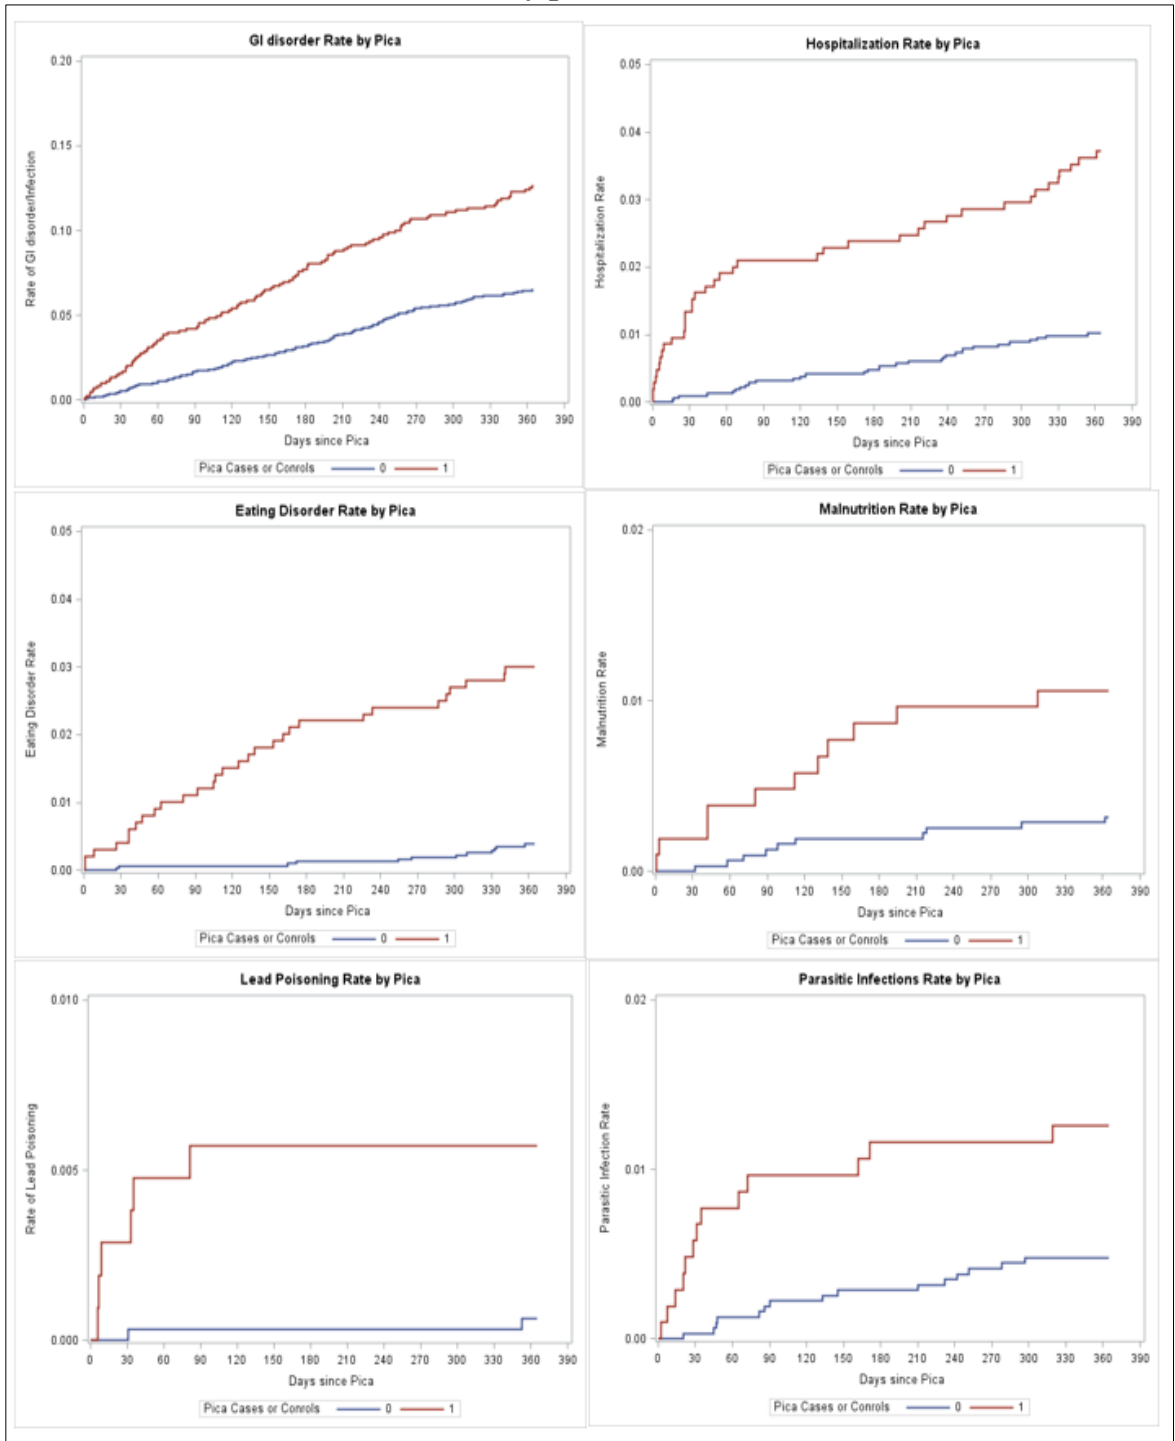 GI disorder Rate by Pica
0.20
0.15
0.10
0.05
0.00
Rate of GI disorder/Infection
0 30 60 90 120 150 180 210 240 270 300 330 360 390
Days since Pica
Pica Cases or Conrols 0 1
Hospitalization Rate by Pica
0.05
0.04
0.03
0.02
0.01
0.00
Hospitalization Rate
0 30 60 90 120 150 180 210 240 270 300 330 360 390
Days since Pica
Pica Cases or Conrols 0 1
Eating Disorder Rate by Pica
0.05
0.04
0.03
0.02
0.01
0.00
Eating Disorder Rate
0 30 60 90 120 150 180 210 240 270 300 330 360 390
Days since Pica
Pica Cases or Conrols 0 1
Malnutrition Rate by Pica
0.02
0.01
0.00
Malnutrition Rate
0 30 60 90 120 150 180 210 240 270 300 330 360 390
Days since Pica
Pica Cases or Conrols 0 1
Lead Poisoning Rate by Pica
0.010
0.005
0.000
Rate of Lead Poisoning
0 30 60 90 120 150 180 210 240 270 300 330 360 390
Days since Pica
Pica Cases or Conrols 0 1
Parasitic Infections Rate by Pica
0.02
0.01
0.00
Parasitic Infection Rate
0 30 60 90 120 150 180 210 240 270 300 330 360 390
Days since Pica
Pica Cases or Conrols 0 1